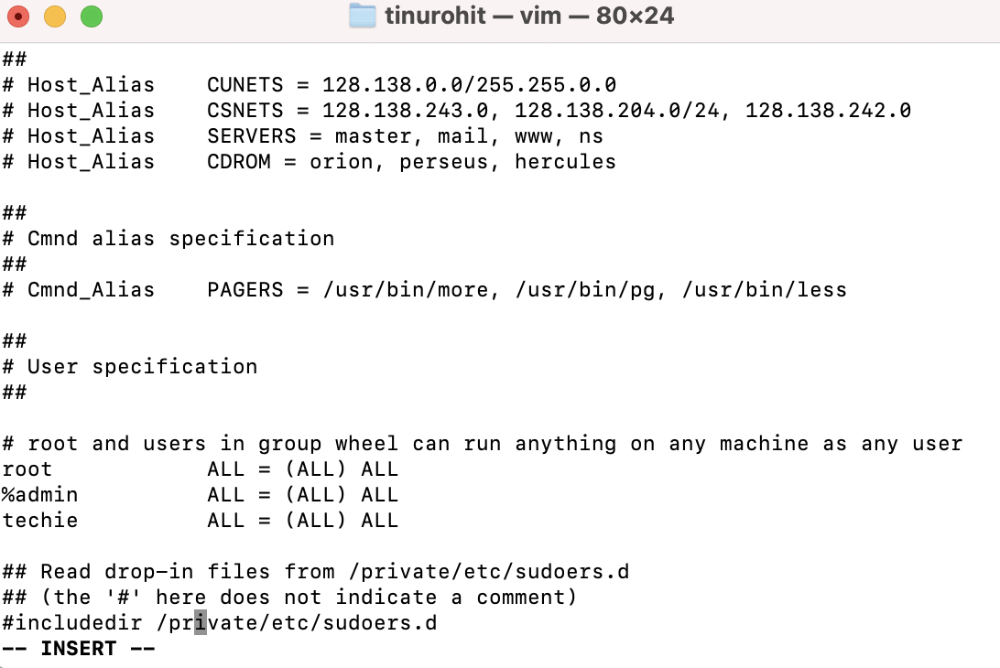 tinurohit — vim — 80×24
##
# Host_Alias    CUNETS = 128.138.0.0/255.255.0.0
# Host_Alias    CSNETS = 128.138.243.0, 128.138.204.0/24, 128.138.242.0
# Host_Alias    SERVERS = master, mail, www, ns
# Host_Alias    CDROM = orion, perseus, hercules

##
# Cmnd alias specification
##
# Cmnd_Alias    PAGERS = /usr/bin/more, /usr/bin/pg, /usr/bin/less

##
# User specification
##

# root and users in group wheel can run anything on any machine as any user
root            ALL = (ALL) ALL
%admin          ALL = (ALL) ALL
techie          ALL = (ALL) ALL

## Read drop-in files from /private/etc/sudoers.d
## (the '#' here does not indicate a comment)
#includedir /private/etc/sudoers.d
-- INSERT --